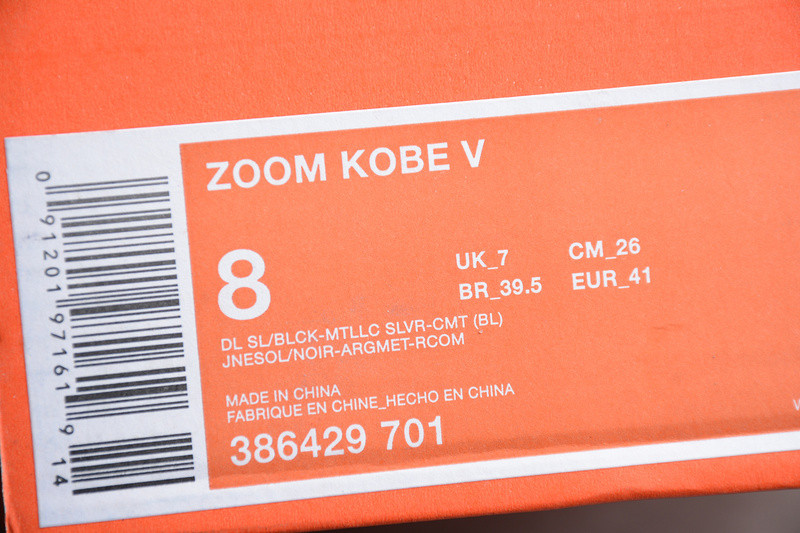 ZOOM KOBE V
8
UK_7 CM_26
BR_39.5 EUR_41
DL SL/BLCK-MTLLC SLVR-CMT (BL)
JNESOL/NOIR-ARGMET-RCOM
MADE IN CHINA
FABRIQUE EN CHINE_HECHO EN CHINA
386429 701
W
0 91201 97161 9 14